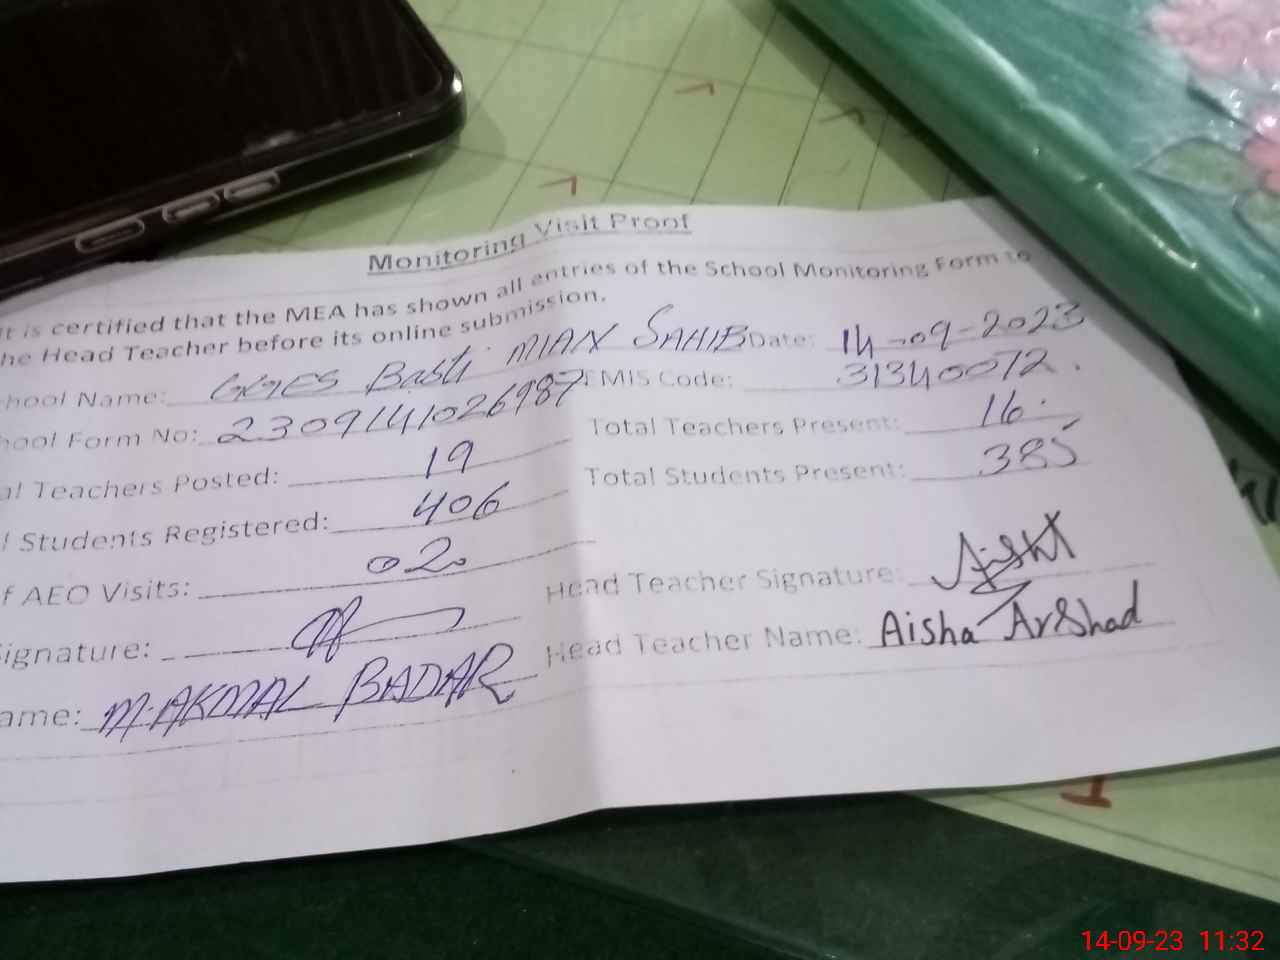 Monitoring Visit Proof
It is certified that the MEA has shown all entries of the School Monitoring Form to
he Head Teacher before its online submission.
hool Name: GGES Basti MIAN SAHIB Date: 14-09-2023
hool Form No: 2309141026987 EMIS Code: 31340072.
al Teachers Posted: 19 Total Teachers Present: 16.
l Students Registered: 406 Total Students Present: 385
f AEO Visits: 02
Head Teacher Signature:
ignature:
Head Teacher Name: Aisha Arshad
ame: M.AKMAL BADAR
14-09-23 11:32